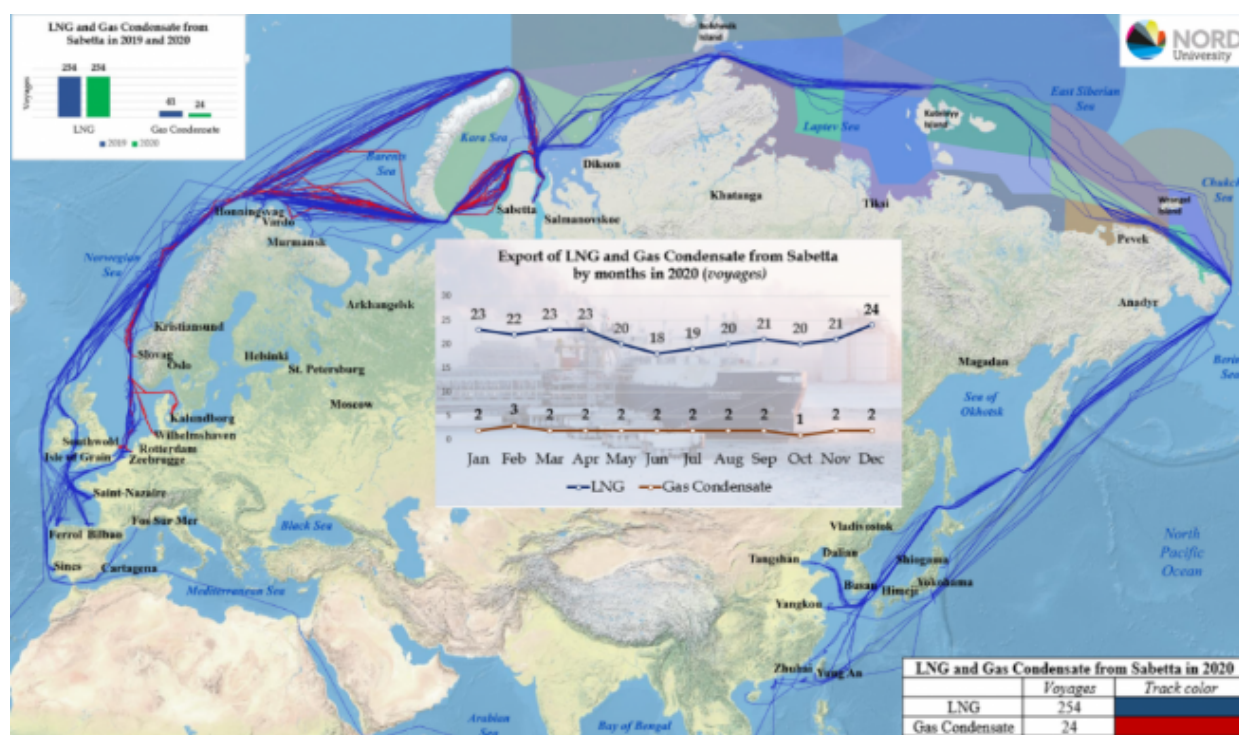 LNG and Gas Condensate from
Sabetta in 2019 and 2020
Voyages
254
254
24
LNG
Gas Condensate
2019
2020
Island
NORD
University
East Siberian
Sea
Kara Sea
Laptev Sea
Island
Barents
Sea
Dikson
Khatanga
Tiksi
Chukchi
Sea
Wrangel
Island
Honningsvag
Vardo
Sabetta
Salmanovskoe
Murmansk
Pevek
Norwegian
Sea
Arkhangelsk
Anadyr
Export of LNG and Gas Condensate from Sabetta
by months in 2020 (voyages)
30
25
20
15
10
5
0
23
22
23
23
20
18
19
20
21
20
21
24
2
3
2
2
2
2
2
2
2
1
2
2
Jan Feb Mar Apr May Jun Jul Aug Sep Oct Nov Dec
LNG
Gas Condensate
Kristiansund
Slovag
Oslo
Helsinki
St. Petersburg
Moscow
Magadan
Sea of
Okhotsk
Bering
Sea
Kalundborg
Wilhelmshaven
Southwold
Rotterdam
Isle of Grain
Zeebrugge
Saint-Nazaire
Fos Sur Mer
Black Sea
Ferrol
Bilbao
Sines
Cartagena
Mediterranean Sea
Vladivostok
Tangshan
Dalian
Shiogama
Busan
Himeji
Yokohama
Yangkou
North
Pacific
Ocean
Zhuhai
Yung An
Arabian
Sea
Bay of Bengal
LNG and Gas Condensate from Sabetta in 2020
Voyages
Track color
LNG
254
Gas Condensate
24